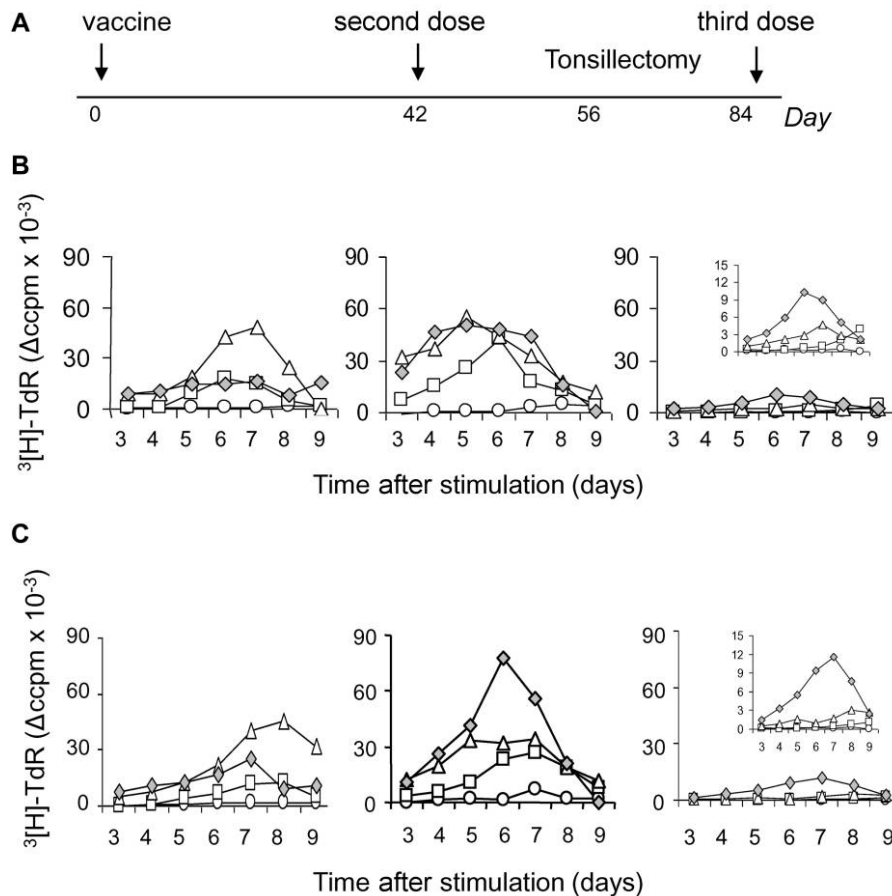 A
vaccine second dose third dose
Tonsillectomy
0 42 56 84 Day
B
³[H]-TdR (Δccpm x 10⁻³)
90 90 90
60 60 60
30 30 30
0 0 0
15
12
9
6
3
0
3 4 5 6 7 8 9 3 4 5 6 7 8 9 3 4 5 6 7 8 9
Time after stimulation (days)
C
³[H]-TdR (Δccpm x 10⁻³)
90 90 90
60 60 60
30 30 30
0 0 0
15
12
9
6
3
0
3 4 5 6 7 8 9
3 4 5 6 7 8 9 3 4 5 6 7 8 9 3 4 5 6 7 8 9
Time after stimulation (days)